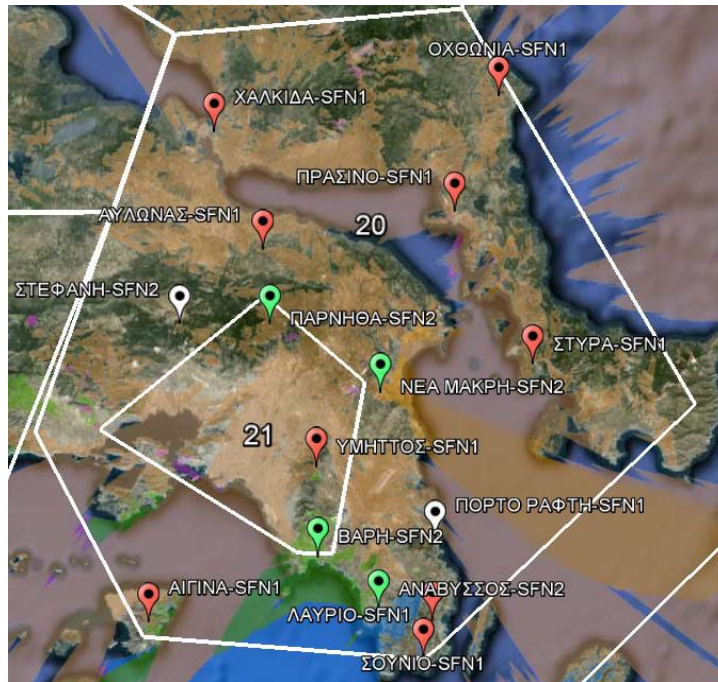 ΟΧΘΩΝΙΑ-SFN1
ΧΑΛΚΙΔΑ-SFN1
ΠΡΑΣΙΝΟ-SFN1
ΑΥΛΩΝΑΣ-SFN1
20
ΣΤΕΦΑΝΗ-SFN2
ΠΑΡΝΗΘΑ-SFN2
ΣΤΥΡΑ-SFN1
ΝΕΑ ΜΑΚΡΗ-SFN2
21
ΥΜΗΤΤΟΣ-SFN1
ΠΟΡΤΟ ΡΑΦΤΗ-SFN1
ΒΑΡΗ-SFN2
ΑΙΓΙΝΑ-SFN1
ΑΝΑΒΥΣΣΟΣ-SFN2
ΛΑΥΡΙΟ-SFN1
ΣΟΥΝΙΟ-SFN1